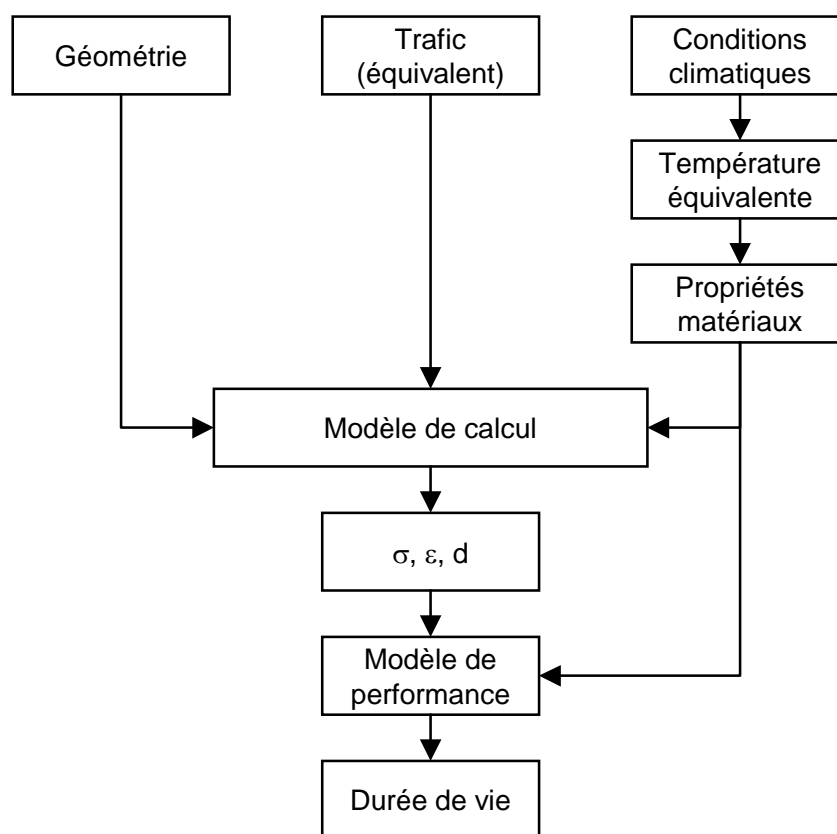 Géométrie
Trafic
(équivalent)
Conditions
climatiques
Température
équivalente
Propriétés
matériaux
Modèle de calcul
σ, ε, d
Modèle de
performance
Durée de vie